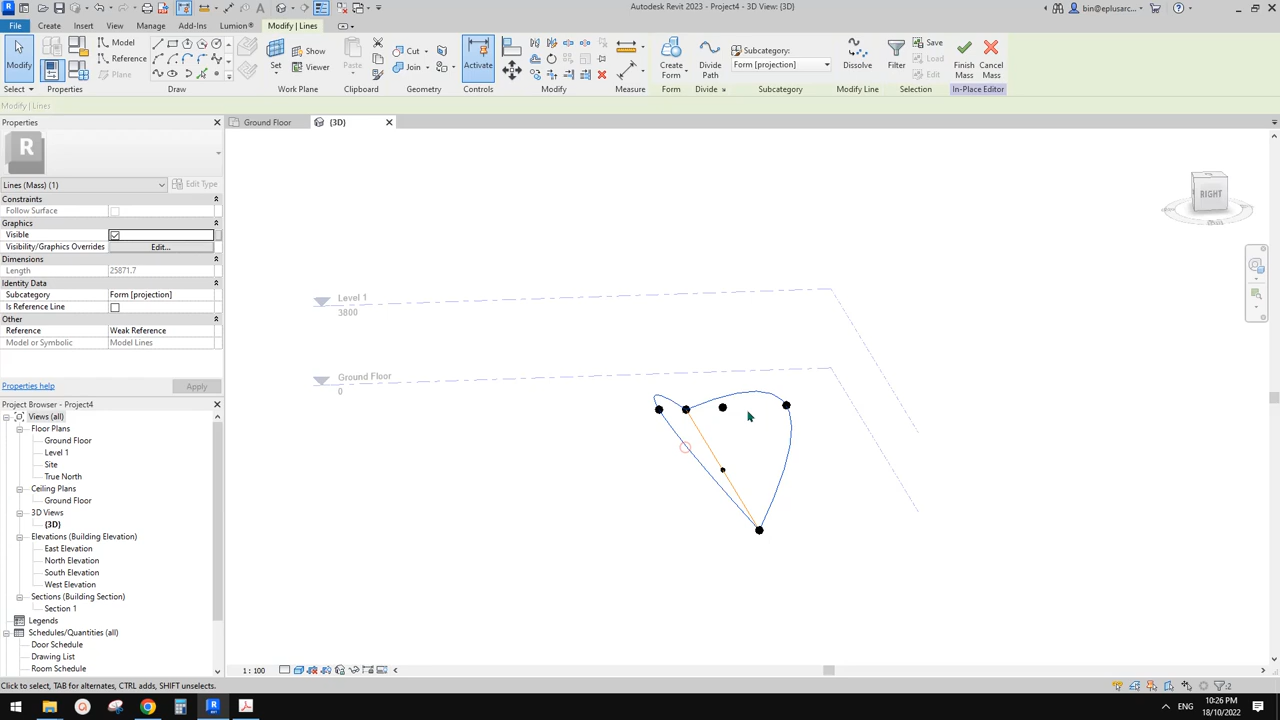 Autodesk Revit 2023 - Project4 - 3D View: {3D}
bin@eplusarc...
File
Create
Insert
View
Manage
Add-Ins
Lumion®
Modify | Lines
Modify
Select
Properties
Model
Reference
Plane
Draw
Set
Show
Viewer
Work Plane
Paste
Clipboard
Cut
Join
Geometry
Activate
Controls
Modify
Measure
Create Form
Form
Divide Path
Divide
Subcategory:
Form [projection]
Subcategory
Dissolve
Modify Line
Filter
Save
Load
Edit
Selection
Finish Mass
Cancel Mass
In-Place Editor
Modify | Lines
Properties
R
Lines (Mass) (1)
Edit Type
Constraints
Follow Surface
Graphics
Visible
Visibility/Graphics Overrides
Edit...
Dimensions
Length 25871.7
Identity Data
Subcategory Form [projection]
Is Reference Line
Other
Reference Weak Reference
Model or Symbolic Model Lines
Properties help
Apply
Project Browser - Project4
Views (all)
Floor Plans
Ground Floor
Level 1
Site
True North
Ceiling Plans
Ground Floor
3D Views
{3D}
Elevations (Building Elevation)
East Elevation
North Elevation
South Elevation
West Elevation
Sections (Building Section)
Section 1
Legends
Schedules/Quantities (all)
Door Schedule
Drawing List
Room Schedule
Ground Floor
{3D}
RIGHT
Level 1
3800
Ground Floor
0
1 : 100
Click to select, TAB for alternates, CTRL adds, SHIFT unselects.
:2
ENG
10:26 PM
18/10/2022